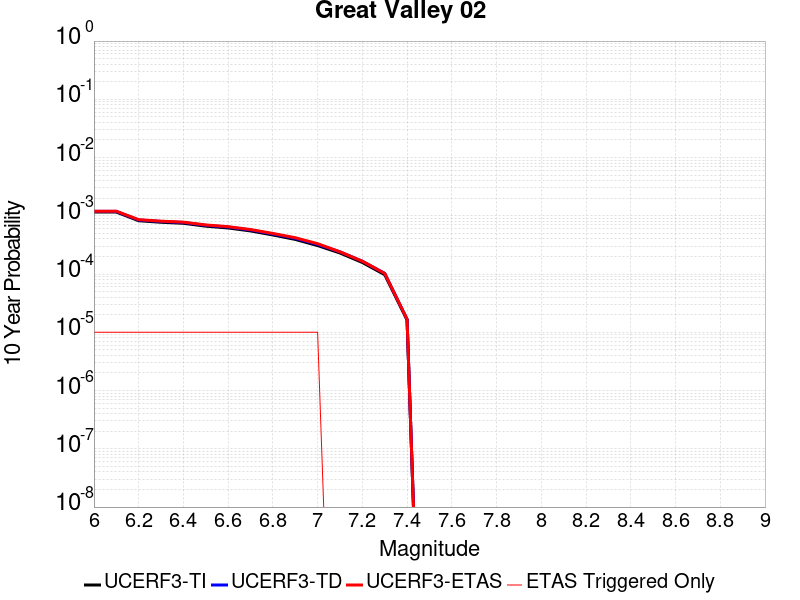 Great Valley 02
10 0
10 -1
10 -2
10 -3
10 -4
10 -5
10 -6
10 -7
10 -8
10 Year Probability
6 6.2 6.4 6.6 6.8 7 7.2 7.4 7.6 7.8 8 8.2 8.4 8.6 8.8 9
Magnitude
UCERF3-TI UCERF3-TD UCERF3-ETAS ETAS Triggered Only